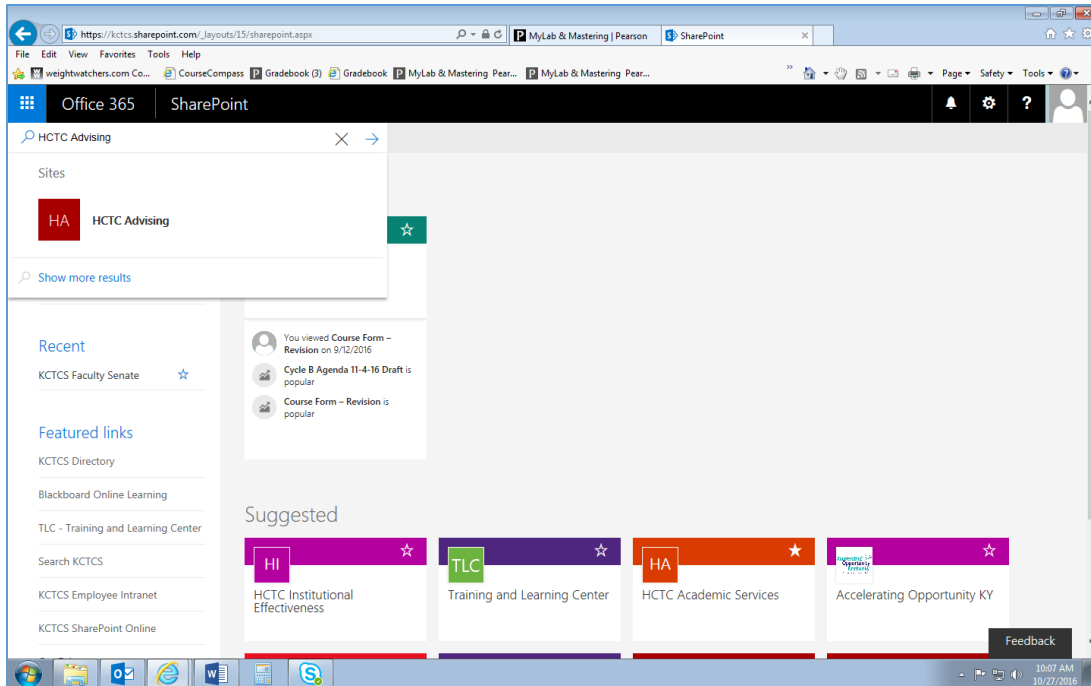 https://kctcs.sharepoint.com/_layouts/15/sharepoint.aspx
MyLab & Mastering | Pearson
SharePoint
File Edit View Favorites Tools Help
weightwatchers.com Co... CourseCompass Gradebook (3) Gradebook MyLab & Mastering Pear... MyLab & Mastering Pear...
Page Safety Tools
Office 365 SharePoint
HCTC Advising
Sites
HA HCTC Advising
Show more results
You viewed Course Form –
Revision on 9/12/2016
Cycle B Agenda 11-4-16 Draft is
popular
Course Form – Revision is
popular
Recent
KCTCS Faculty Senate
Featured links
KCTCS Directory
Blackboard Online Learning
TLC - Training and Learning Center
Search KCTCS
KCTCS Employee Intranet
KCTCS SharePoint Online
Suggested
HI
HCTC Institutional
Effectiveness
TLC
Training and Learning Center
HA
HCTC Academic Services
Accelerating
Opportunity
Kentucky
Accelerating Opportunity KY
Feedback
10:07 AM
10/27/2016